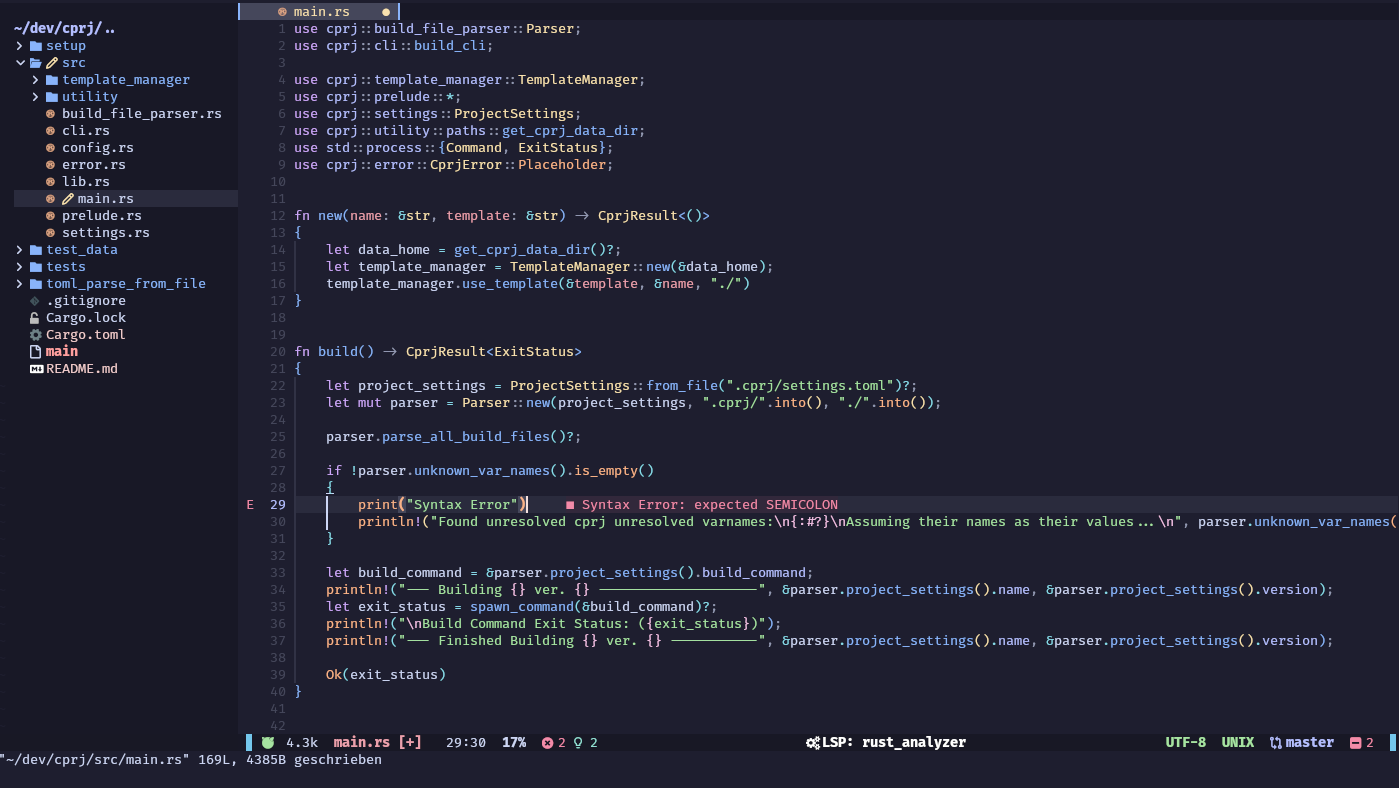 ~/dev/cprj/..
setup
src
template_manager
utility
build_file_parser.rs
cli.rs
config.rs
error.rs
lib.rs
main.rs
prelude.rs
settings.rs
test_data
tests
toml_parse_from_file
.gitignore
Cargo.lock
Cargo.toml
main
README.md
main.rs ●
1 use cprj::build_file_parser::Parser;
2 use cprj::cli::build_cli;
3
4 use cprj::template_manager::TemplateManager;
5 use cprj::prelude::*;
6 use cprj::settings::ProjectSettings;
7 use cprj::utility::paths::get_cprj_data_dir;
8 use std::process::{Command, ExitStatus};
9 use cprj::error::CprjError::Placeholder;
10
11
12 fn new(name: &str, template: &str) -> CprjResult<()>
13 {
14     let data_home = get_cprj_data_dir()?;
15     let template_manager = TemplateManager::new(&data_home);
16     template_manager.use_template(&template, &name, "./")
17 }
18
19
20 fn build() -> CprjResult<ExitStatus>
21 {
22     let project_settings = ProjectSettings::from_file(".cprj/settings.toml")?;
23     let mut parser = Parser::new(project_settings, ".cprj/".into(), "./".into());
24
25     parser.parse_all_build_files()?;
26
27     if !parser.unknown_var_names().is_empty()
28     {
E 29         print("Syntax Error")     ■ Syntax Error: expected SEMICOLON
30         println!("Found unresolved cprj unresolved varnames:\n{:#?}\nAssuming their names as their values...\n", parser.unknown_var_names(
31     }
32
33     let build_command = &parser.project_settings().build_command;
34     println!("--- Building {} ver. {} --------------------", &parser.project_settings().name, &parser.project_settings().version);
35     let exit_status = spawn_command(&build_command)?;
36     println!("\nBuild Command Exit Status: ({exit_status})");
37     println!("--- Finished Building {} ver. {} -----------", &parser.project_settings().name, &parser.project_settings().version);
38
39     Ok(exit_status)
40 }
41
42
4.3k main.rs [+] 29:30 17% 2 2 LSP: rust_analyzer UTF-8 UNIX master 2
"~/dev/cprj/src/main.rs" 169L, 4385B geschrieben